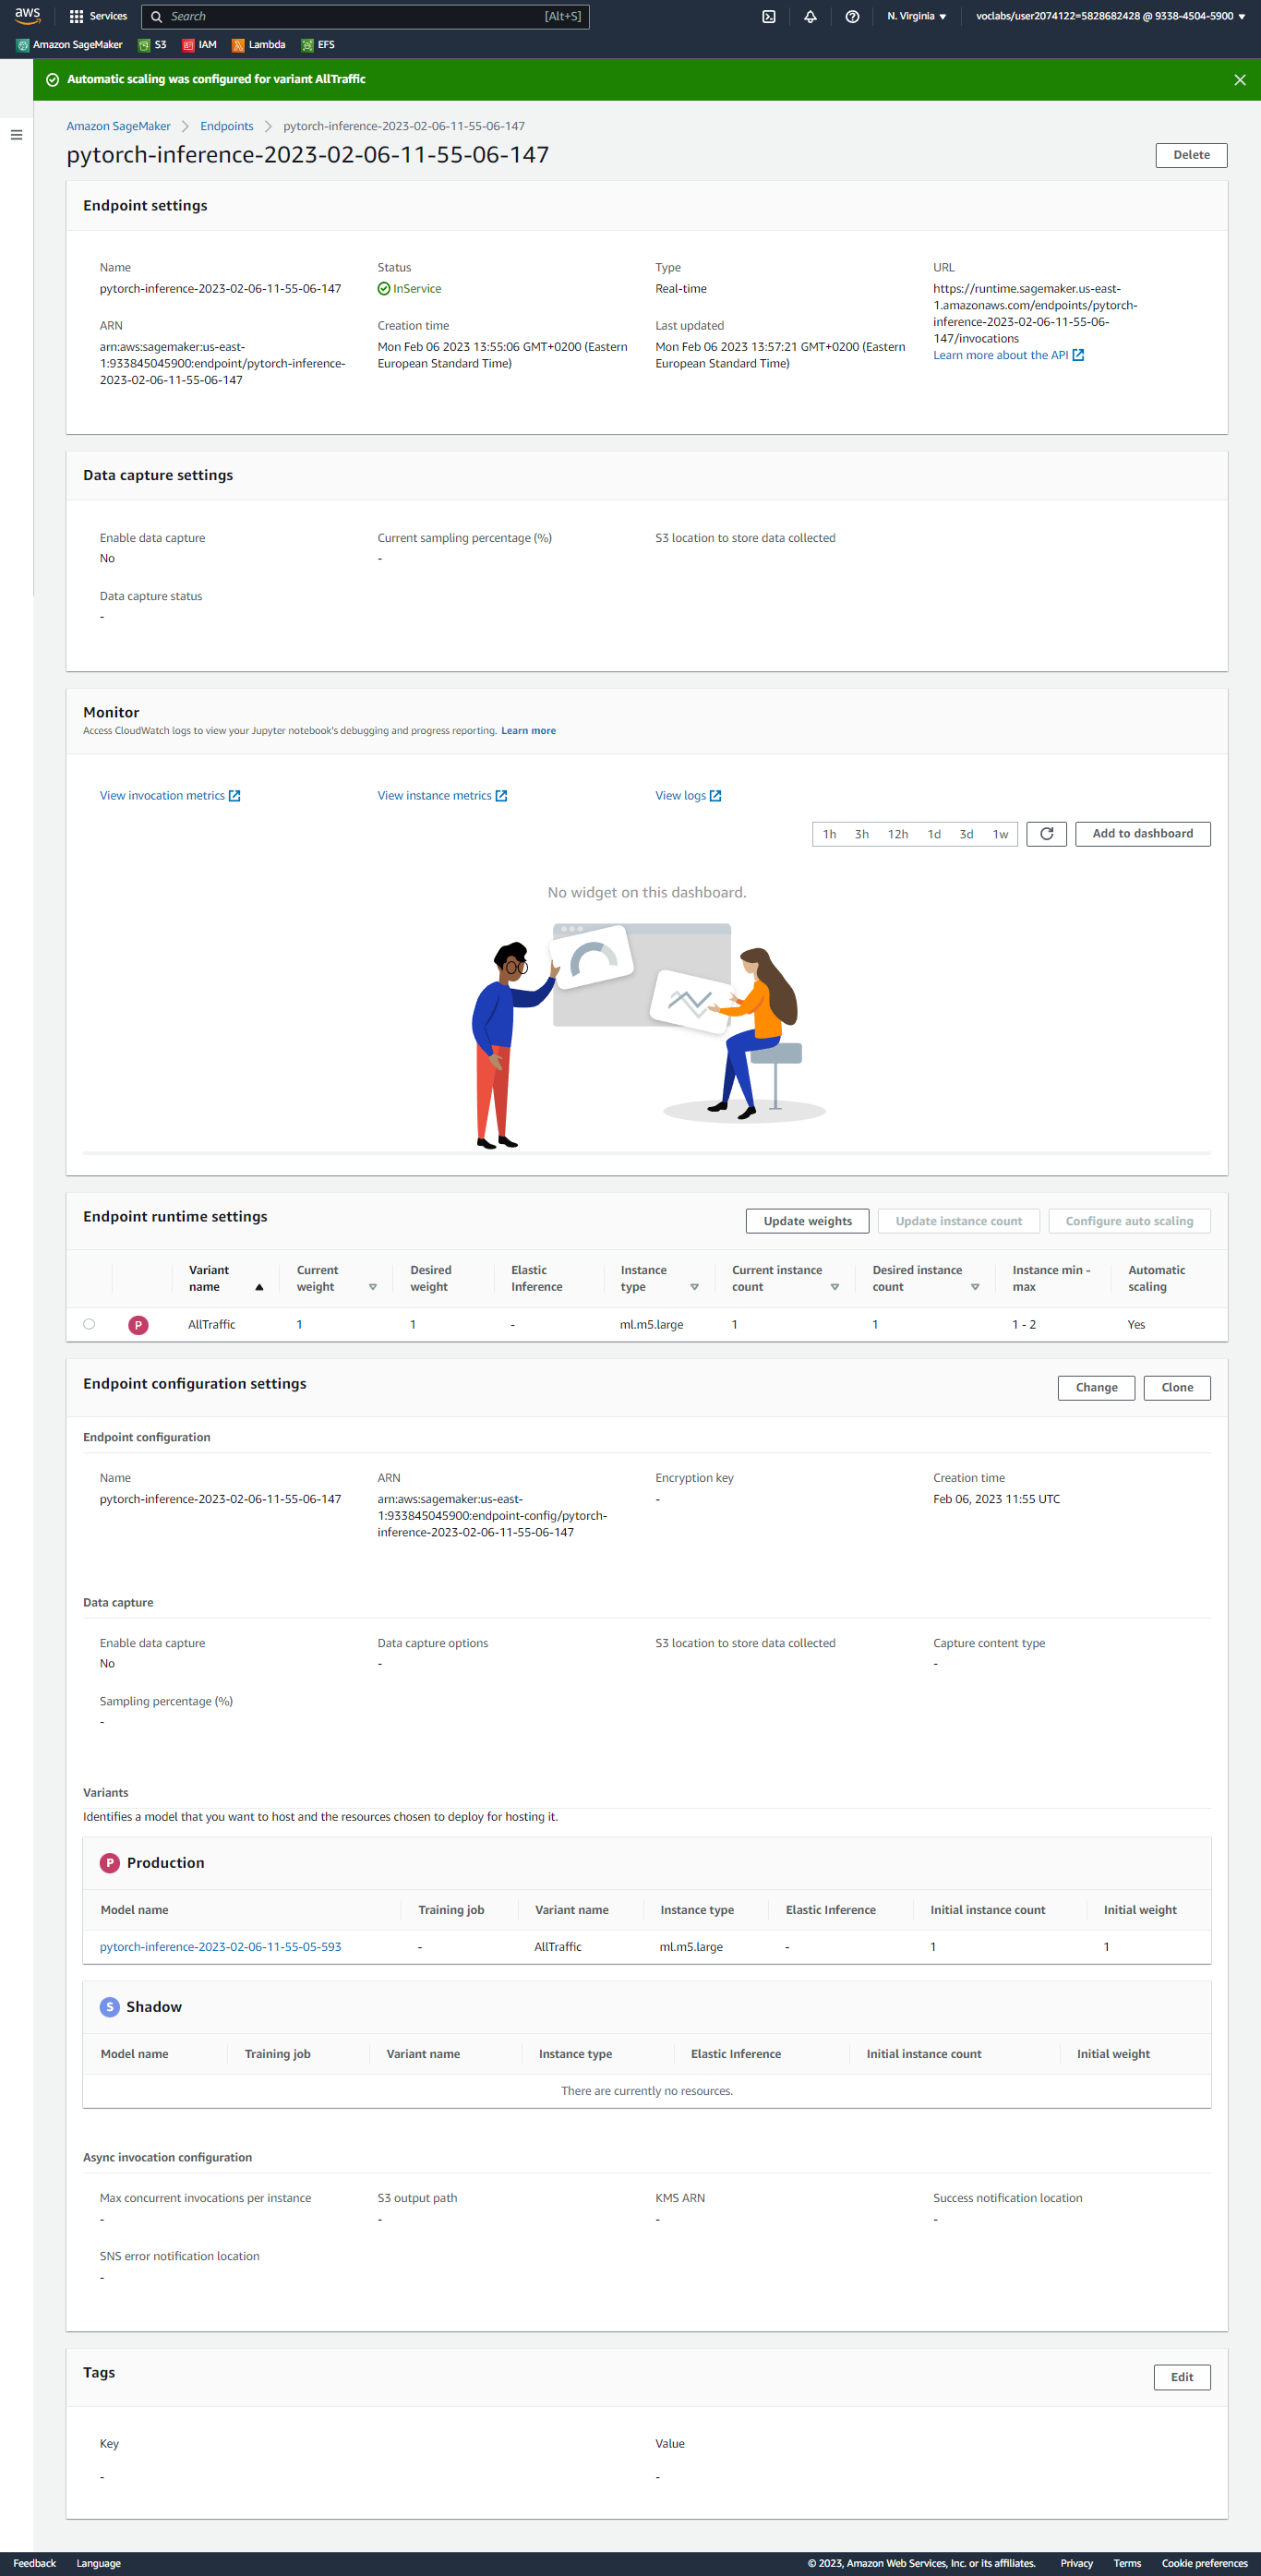 aws
Services
Search
[Alt+S]
N. Virginia
voclabs/user2074122=5828682428 @ 9338-4504-5900
Amazon SageMaker
S3
IAM
Lambda
EFS
Automatic scaling was configured for variant AllTraffic
Amazon SageMaker > Endpoints > pytorch-inference-2023-02-06-11-55-06-147
pytorch-inference-2023-02-06-11-55-06-147
Delete
Endpoint settings
Name
pytorch-inference-2023-02-06-11-55-06-147
Status
InService
Type
Real-time
URL
https://runtime.sagemaker.us-east-
1.amazonaws.com/endpoints/pytorch-
inference-2023-02-06-11-55-06-
147/invocations
Learn more about the API
ARN
arn:aws:sagemaker:us-east-
1:933845045900:endpoint/pytorch-inference-
2023-02-06-11-55-06-147
Creation time
Mon Feb 06 2023 13:55:06 GMT+0200 (Eastern
European Standard Time)
Last updated
Mon Feb 06 2023 13:57:21 GMT+0200 (Eastern
European Standard Time)
Data capture settings
Enable data capture
No
Current sampling percentage (%)
-
S3 location to store data collected
Data capture status
-
Monitor
Access CloudWatch logs to view your Jupyter notebook's debugging and progress reporting. Learn more
View invocation metrics
View instance metrics
View logs
1h 3h 12h 1d 3d 1w
Add to dashboard
No widget on this dashboard.
Endpoint runtime settings
Update weights
Update instance count
Configure auto scaling
Variant name
Current weight
Desired weight
Elastic Inference
Instance type
Current instance count
Desired instance count
Instance min - max
Automatic scaling
P AllTraffic 1 1 - ml.m5.large 1 1 1 - 2 Yes
Endpoint configuration settings
Change
Clone
Endpoint configuration
Name
pytorch-inference-2023-02-06-11-55-06-147
ARN
arn:aws:sagemaker:us-east-
1:933845045900:endpoint-config/pytorch-
inference-2023-02-06-11-55-06-147
Encryption key
-
Creation time
Feb 06, 2023 11:55 UTC
Data capture
Enable data capture
No
Data capture options
-
S3 location to store data collected
Capture content type
-
Sampling percentage (%)
-
Variants
Identifies a model that you want to host and the resources chosen to deploy for hosting it.
P Production
Model name Training job Variant name Instance type Elastic Inference Initial instance count Initial weight
pytorch-inference-2023-02-06-11-55-05-593 - AllTraffic ml.m5.large - 1 1
S Shadow
Model name Training job Variant name Instance type Elastic Inference Initial instance count Initial weight
There are currently no resources.
Async invocation configuration
Max concurrent invocations per instance
-
S3 output path
-
KMS ARN
-
Success notification location
-
SNS error notification location
-
Tags
Edit
Key
-
Value
-
Feedback Language
© 2023, Amazon Web Services, Inc. or its affiliates. Privacy Terms Cookie preferences